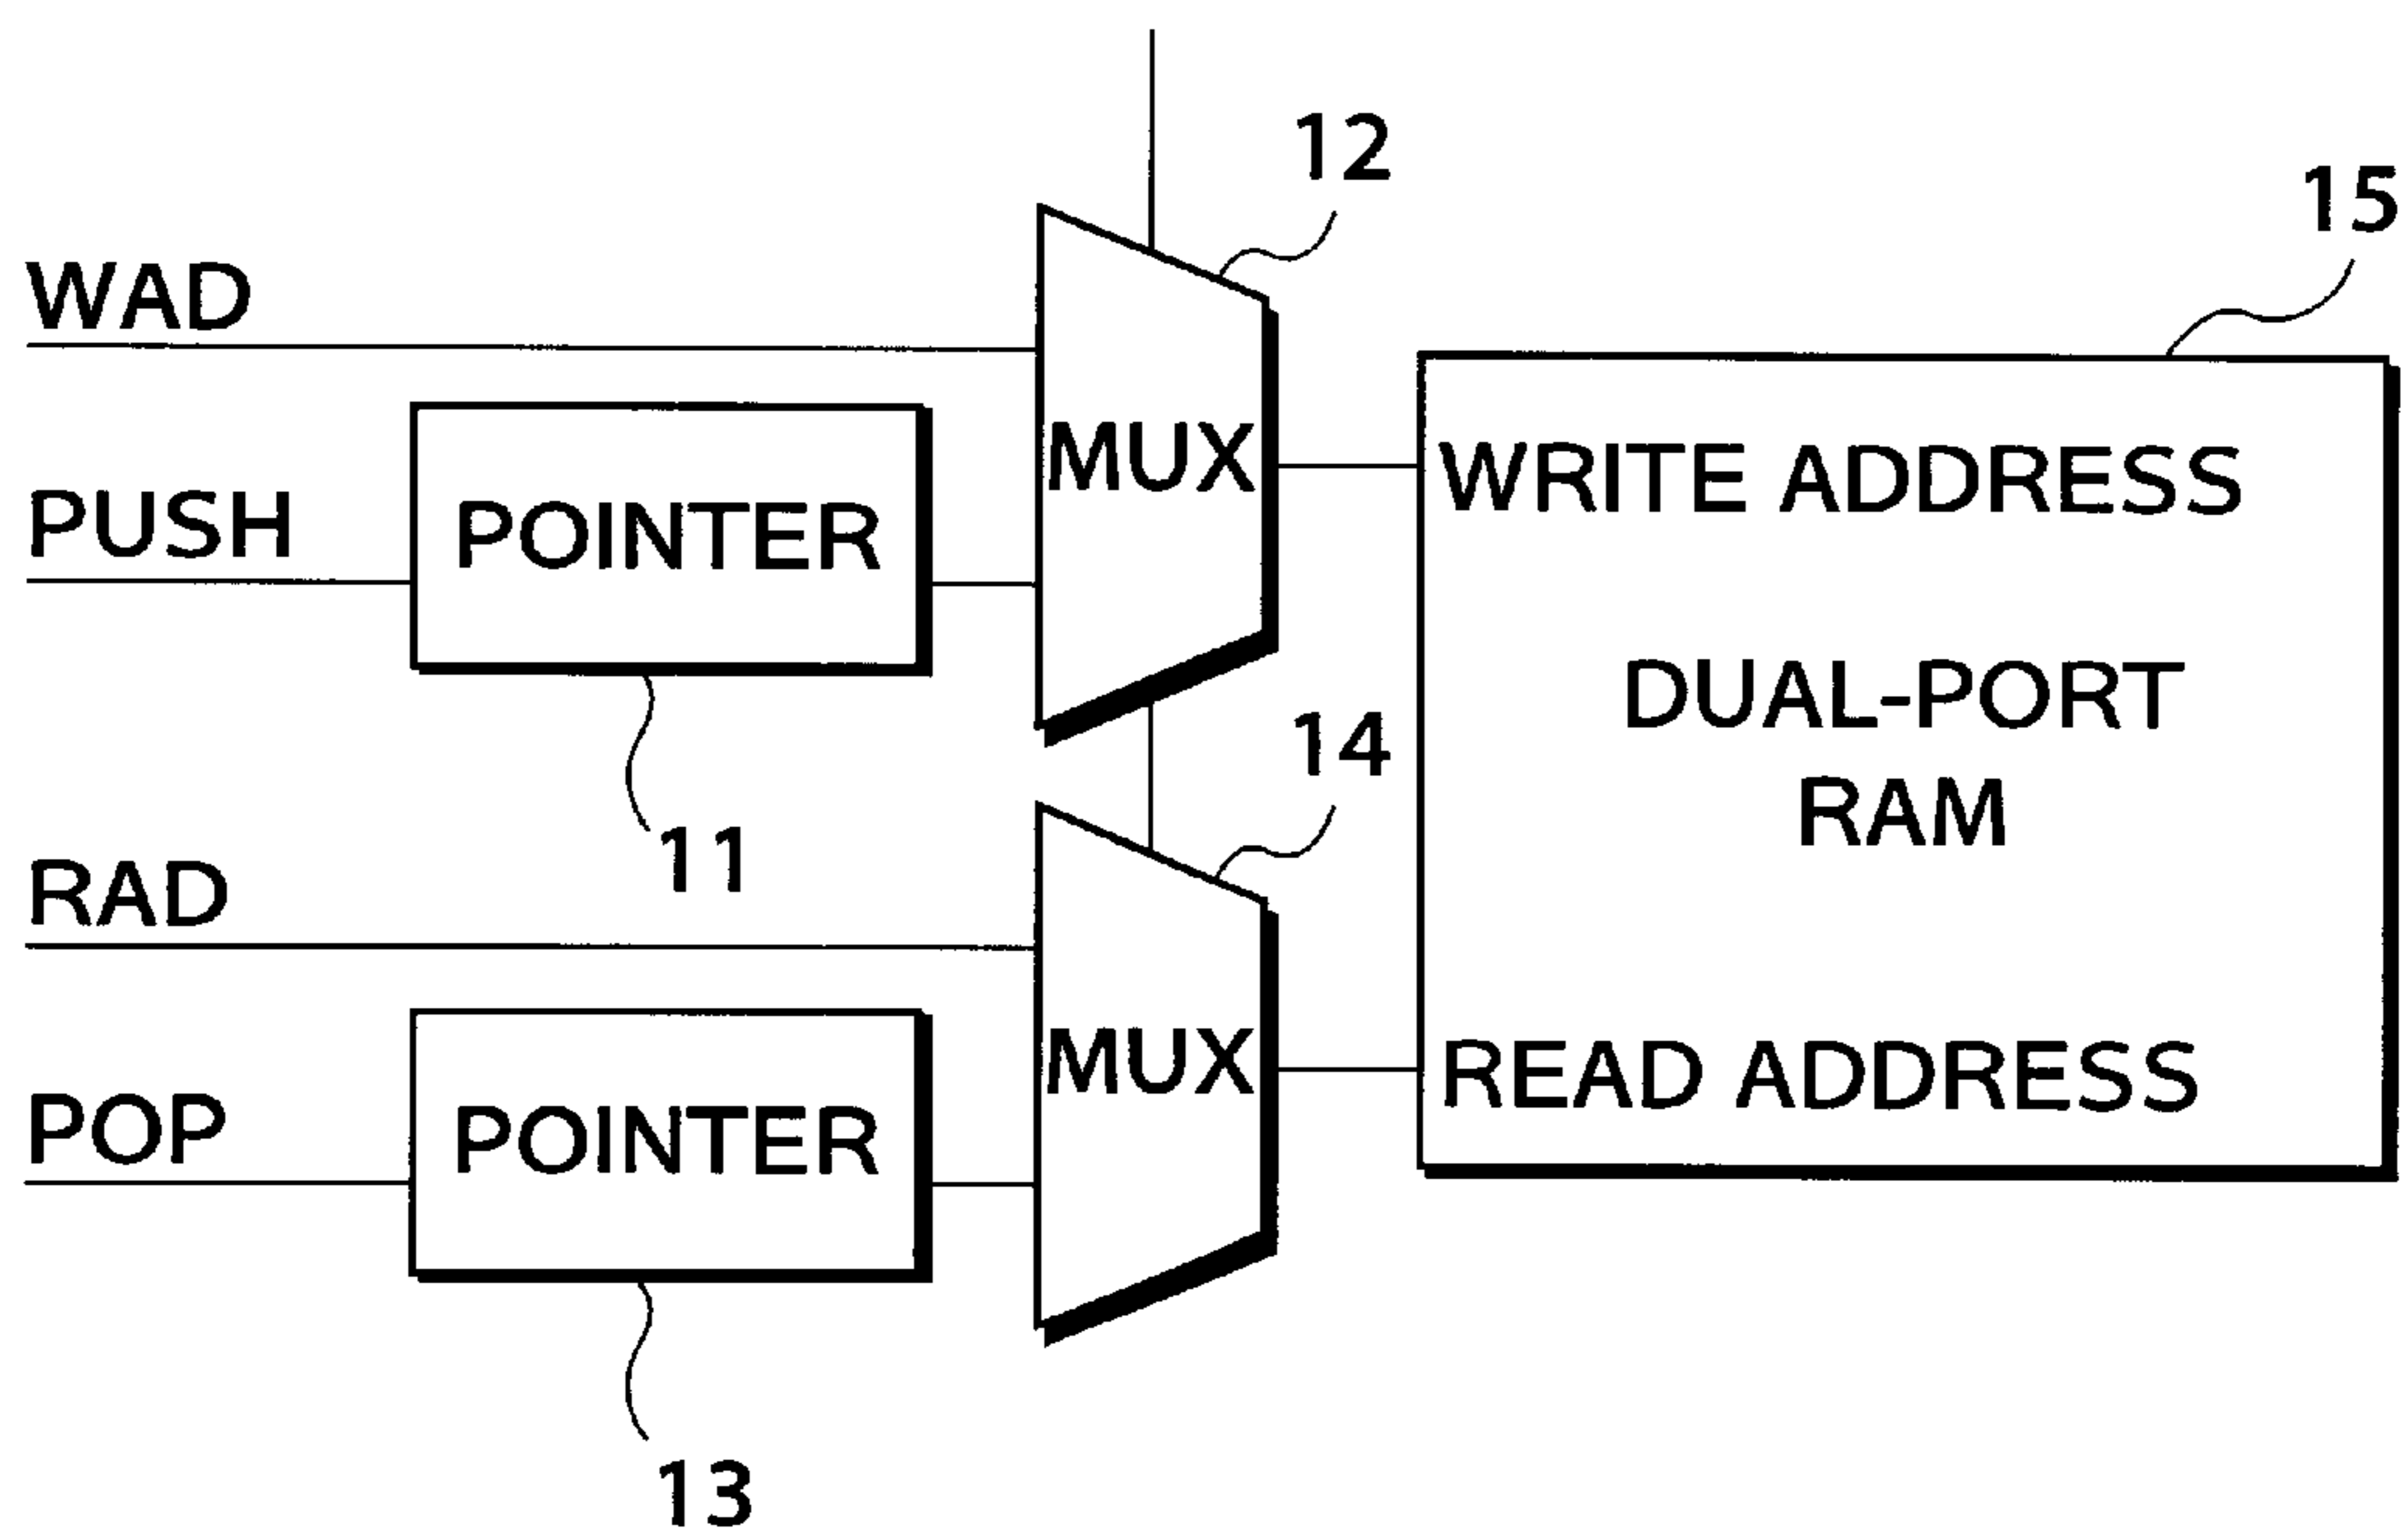 12
15
WAD
MUX
WRITE ADDRESS
PUSH
POINTER
DUAL-PORT
RAM
11
14
RAD
MUX
READ ADDRESS
POP
POINTER
13